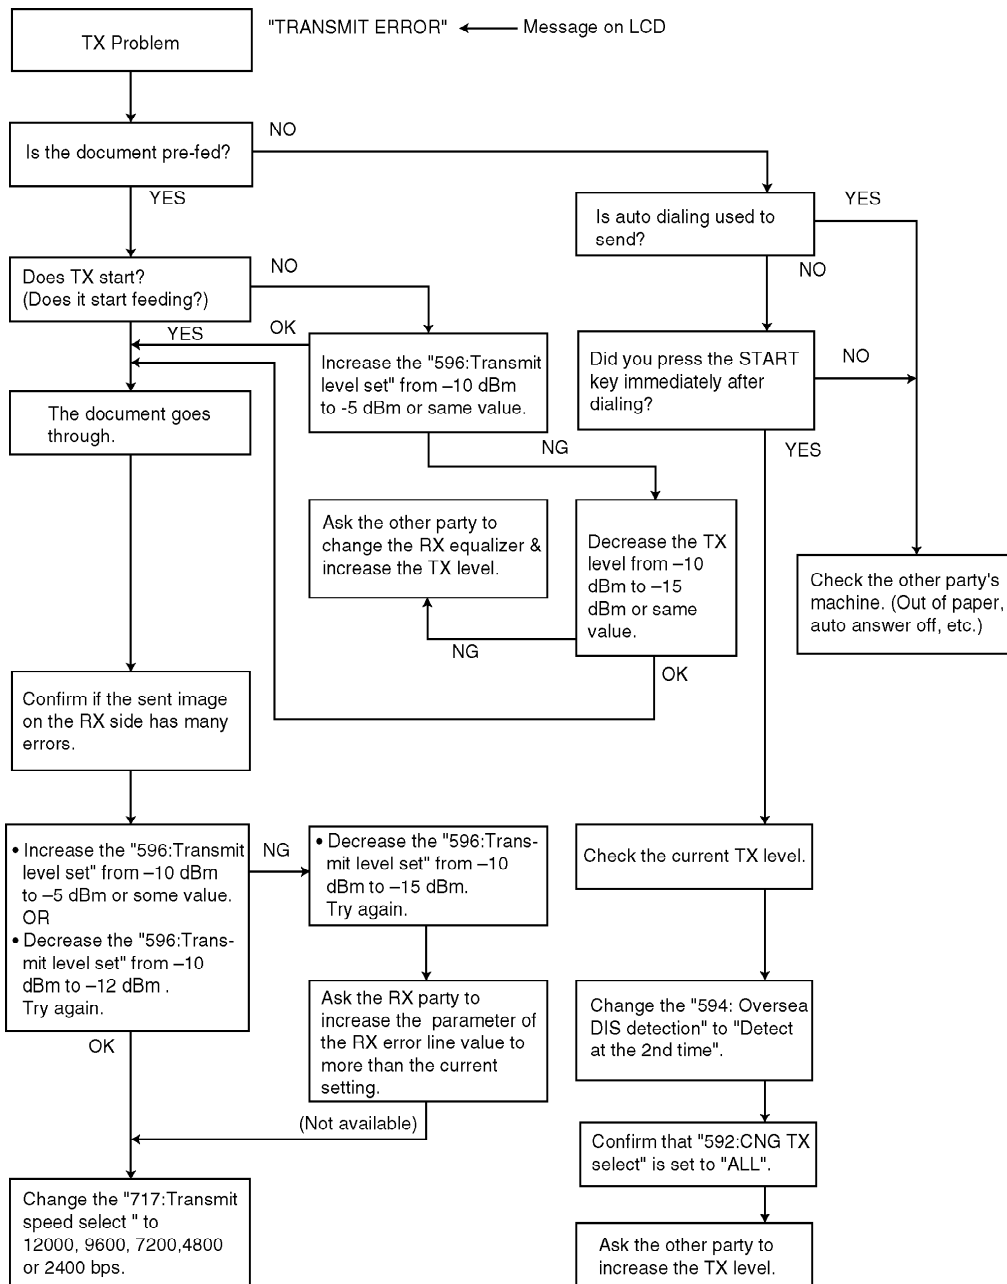 TX Problem
"TRANSMIT ERROR"
Message on LCD
Is the document pre-fed?
NO
YES
Is auto dialing used to
send?
YES
NO
Does TX start?
(Does it start feeding?)
NO
YES
OK
Increase the "596:Transmit
level set" from –10 dBm
to -5 dBm or same value.
NG
Did you press the START
key immediately after
dialing?
NO
YES
The document goes
through.
Ask the other party to
change the RX equalizer &
increase the TX level.
Decrease the TX
level from –10
dBm to –15
dBm or same
value.
NG
OK
Check the other party's
machine. (Out of paper,
auto answer off, etc.)
Confirm if the sent image
on the RX side has many
errors.
• Increase the "596:Transmit
level set" from –10 dBm
to –5 dBm or some value.
OR
• Decrease the "596:Trans-
mit level set" from –10
dBm to –12 dBm .
Try again.
NG
OK
• Decrease the "596:Trans-
mit level set" from –10
dBm to –15 dBm.
Try again.
Check the current TX level.
Ask the RX party to
increase the parameter of
the RX error line value to
more than the current
setting.
(Not available)
Change the "594: Oversea
DIS detection" to "Detect
at the 2nd time".
Confirm that "592:CNG TX
select" is set to "ALL".
Change the "717:Transmit
speed select " to
12000, 9600, 7200,4800
or 2400 bps.
Ask the other party to
increase the TX level.